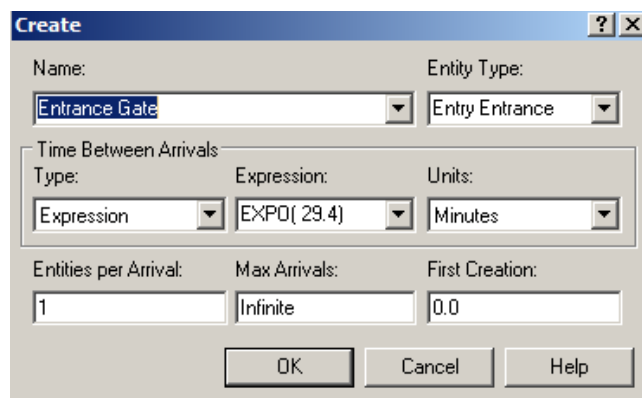 Create
Name: Entity Type:
Entrance Gate Entry Entrance
Time Between Arrivals
Type: Expression: Units:
Expression EXPO( 29.4) Minutes
Entities per Arrival: Max Arrivals: First Creation:
1 Infinite 0.0
OK Cancel Help